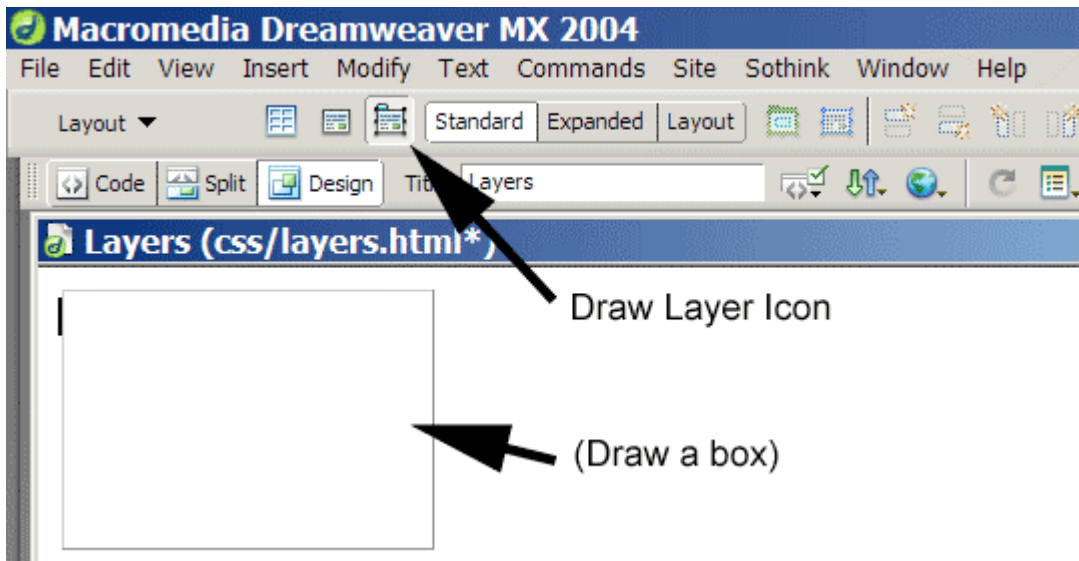 Macromedia Dreamweaver MX 2004
File Edit View Insert Modify Text Commands Site Sothink Window Help
Layout Standard Expanded Layout
Code Split Design Layers
Layers (css/layers.html*)
Draw Layer Icon
(Draw a box)